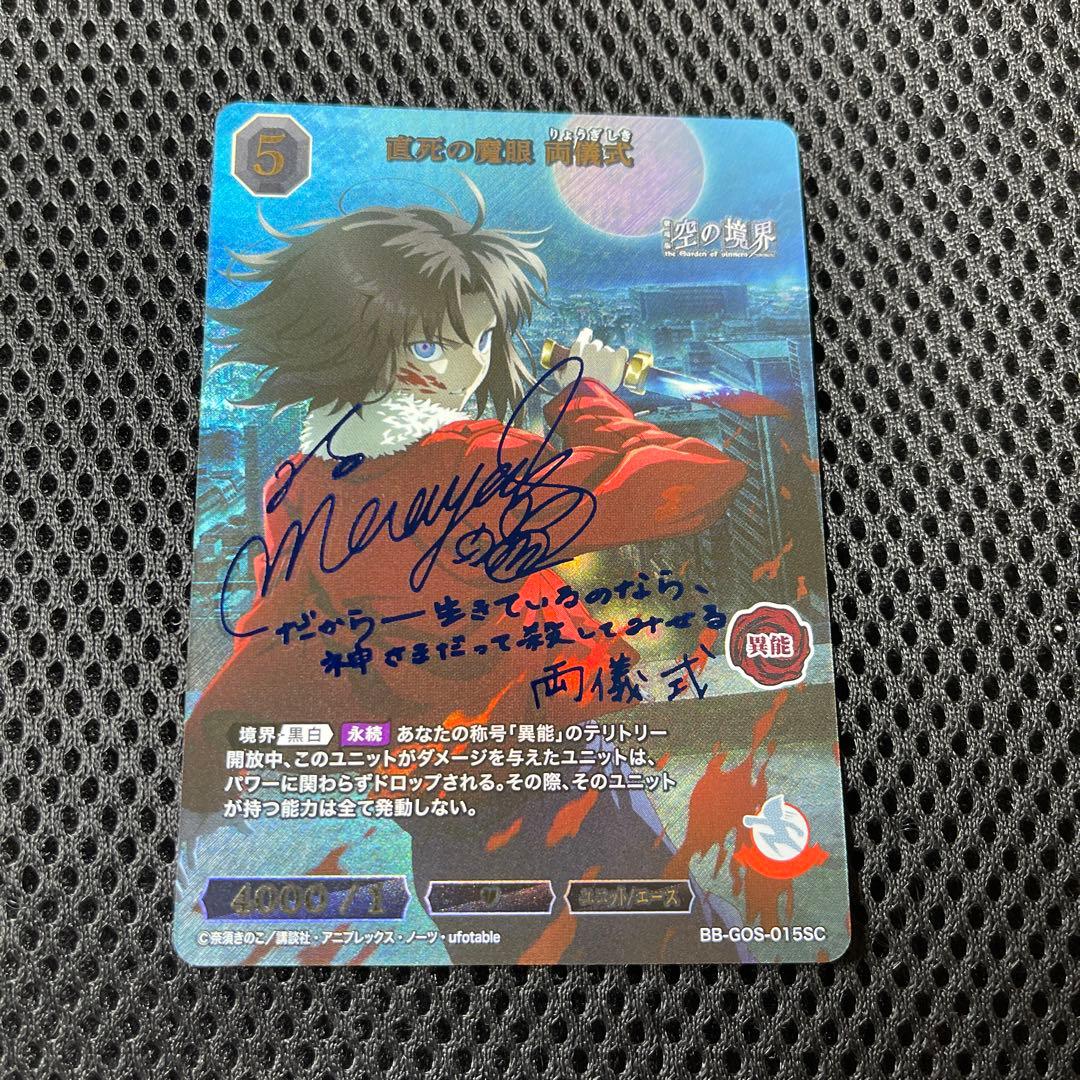 5
りょうぎしき
直死の魔眼 両儀式
劇場版 空の境界
the Garden of sinners
だから―生きているのなら、
神さまだって殺してみせる
両儀式
異能
境界 黒白 永続 あなたの称号「異能」のテリトリー
開放中、このユニットがダメージを与えたユニットは、
パワーに関わらずドロップされる。その際、そのユニット
が持つ能力は全て発動しない。
4000/1
ユニット/エース
©奈須きのこ/講談社・アニプレックス・ノーツ・ufotable
BB-GOS-015SC